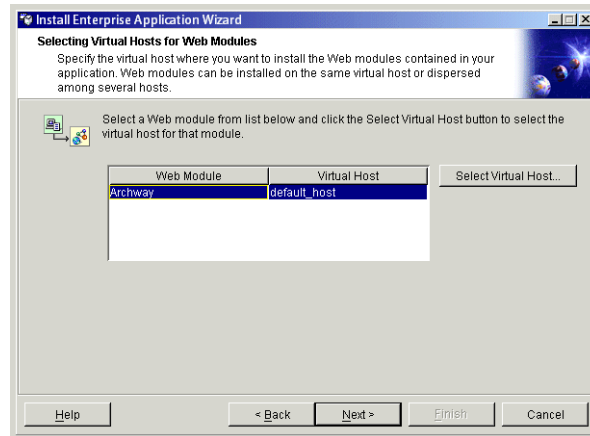 Install Enterprise Application Wizard
Selecting Virtual Hosts for Web Modules
Specify the virtual host where you want to install the Web modules contained in your
application. Web modules can be installed on the same virtual host or dispersed
among several hosts.
Select a Web module from list below and click the Select Virtual Host button to select the
virtual host for that module.
Web Module Virtual Host Select Virtual Host...
Archway default_host
Help < Back Next > Finish Cancel